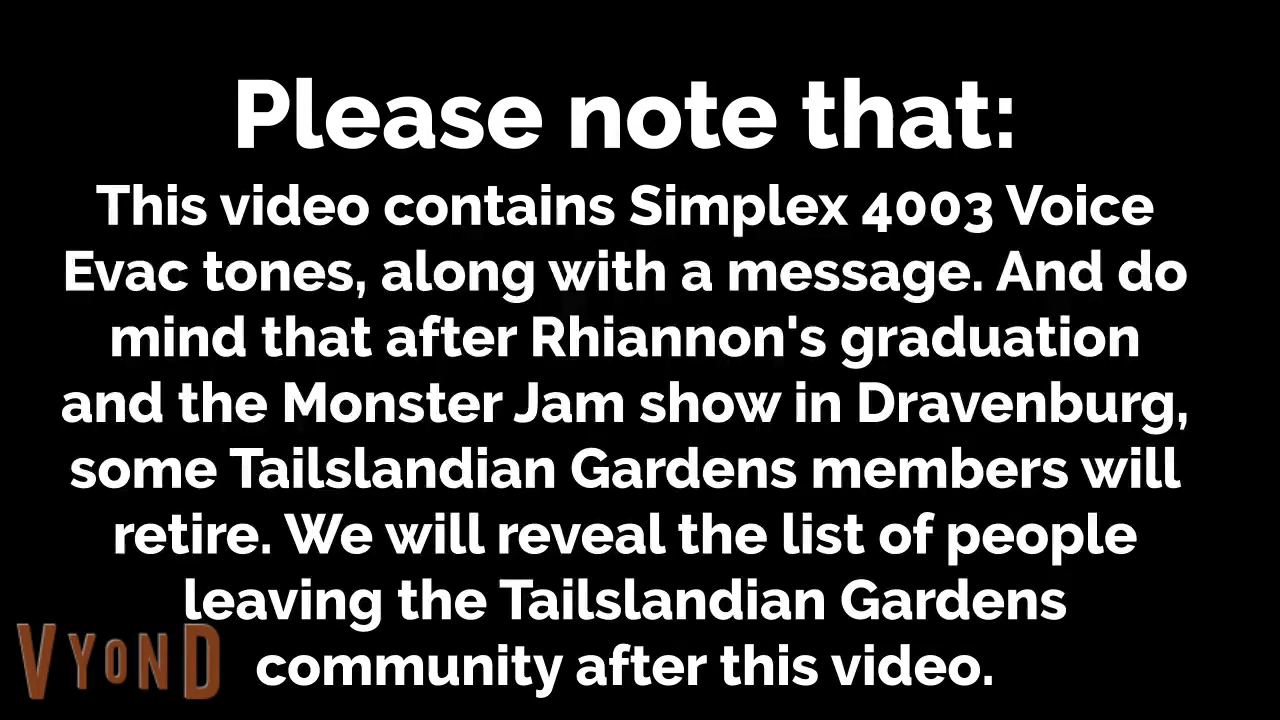 Please note that:
This video contains Simplex 4003 Voice
Evac tones, along with a message. And do
mind that after Rhiannon's graduation
and the Monster Jam show in Dravenburg,
some Tailslandian Gardens members will
retire. We will reveal the list of people
leaving the Tailslandian Gardens
community after this video.
VYOND